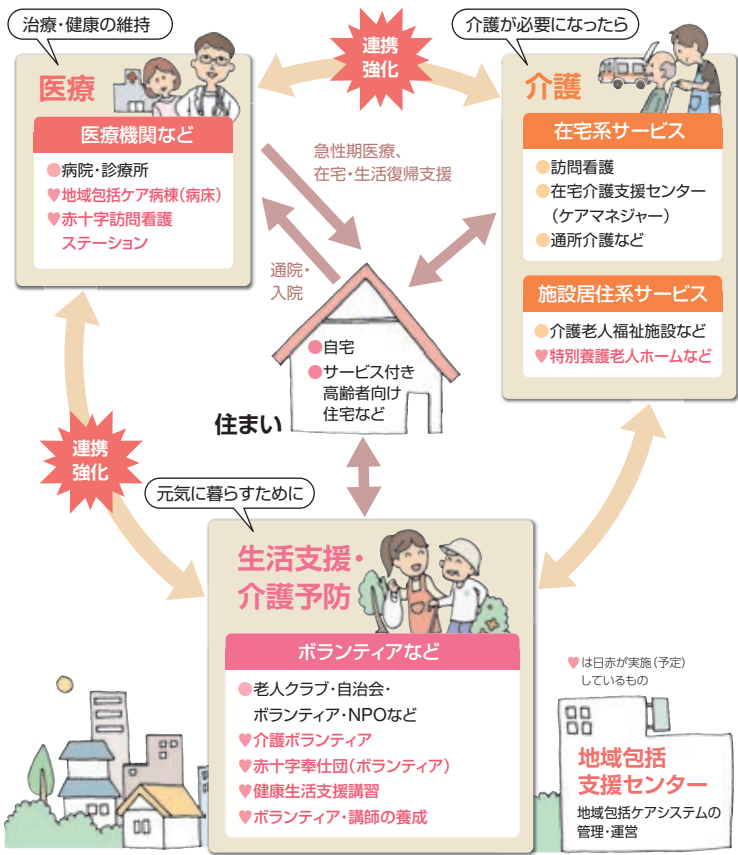 治療・健康の維持
医療
医療機関など
●病院・診療所
♥地域包括ケア病棟(病床)
♥赤十字訪問看護
ステーション
連携
強化
介護が必要になったら
介護
在宅系サービス
●訪問看護
●在宅介護支援センター
(ケアマネジャー)
●通所介護など
施設居住系サービス
●介護老人福祉施設など
♥特別養護老人ホームなど
急性期医療、
在宅・生活復帰支援
通院・
入院
●自宅
●サービス付き
高齢者向け
住宅など
住まい
連携
強化
元気に暮らすために
生活支援・
介護予防
ボランティアなど
●老人クラブ・自治会・
ボランティア・NPOなど
♥介護ボランティア
♥赤十字奉仕団(ボランティア)
♥健康生活支援講習
♥ボランティア・講師の養成
♥は日赤が実施(予定)
しているもの
地域包括
支援センター
地域包括ケアシステムの
管理・運営